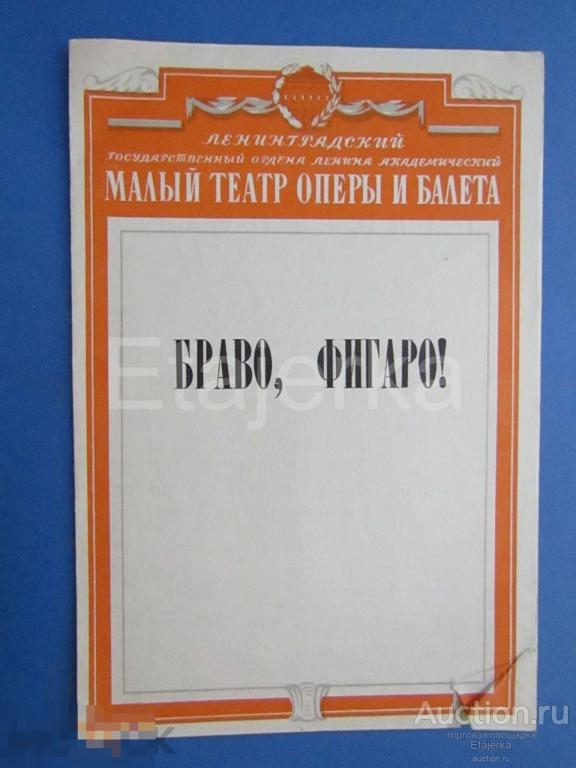 ЛЕНИНГРАДСКИЙ
ГОСУДАРСТВЕННЫЙ ОРДЕНА ЛЕНИНА АКАДЕМИЧЕСКИЙ
МАЛЫЙ ТЕАТР ОПЕРЫ И БАЛЕТА
БРАВО, ФИГАРО!
Etajerka
Auction.ru
торговая площадка
Etajerka
auction.ru